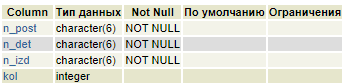 Column Тип данных Not Null По умолчанию Ограничения
n_post character(6) NOT NULL
n_det character(6) NOT NULL
n_izd character(6) NOT NULL
kol integer